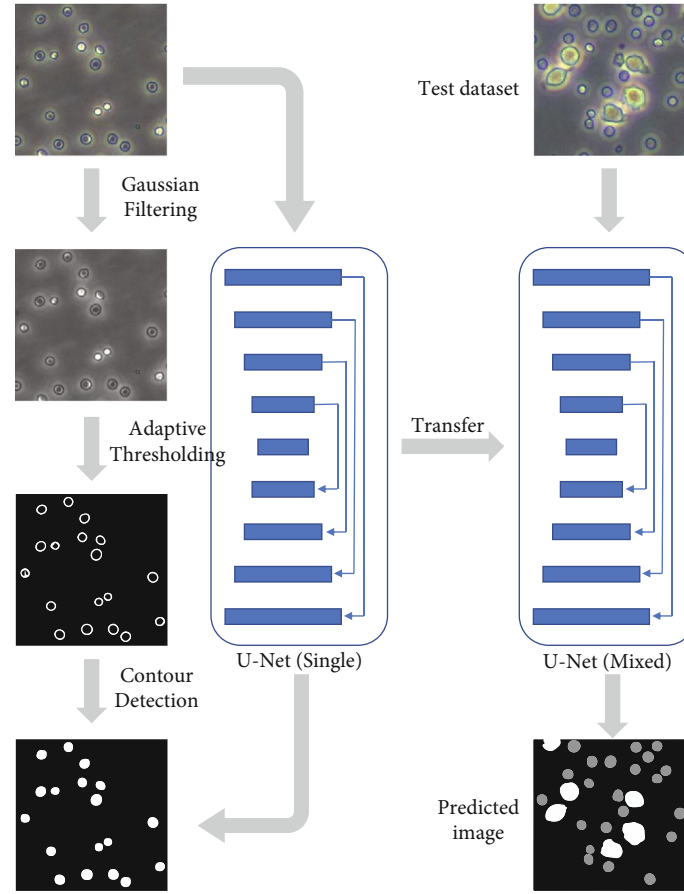 Test dataset
Gaussian
Filtering
Adaptive
Thresholding
Transfer
U-Net (Single)
U-Net (Mixed)
Contour
Detection
Predicted
image